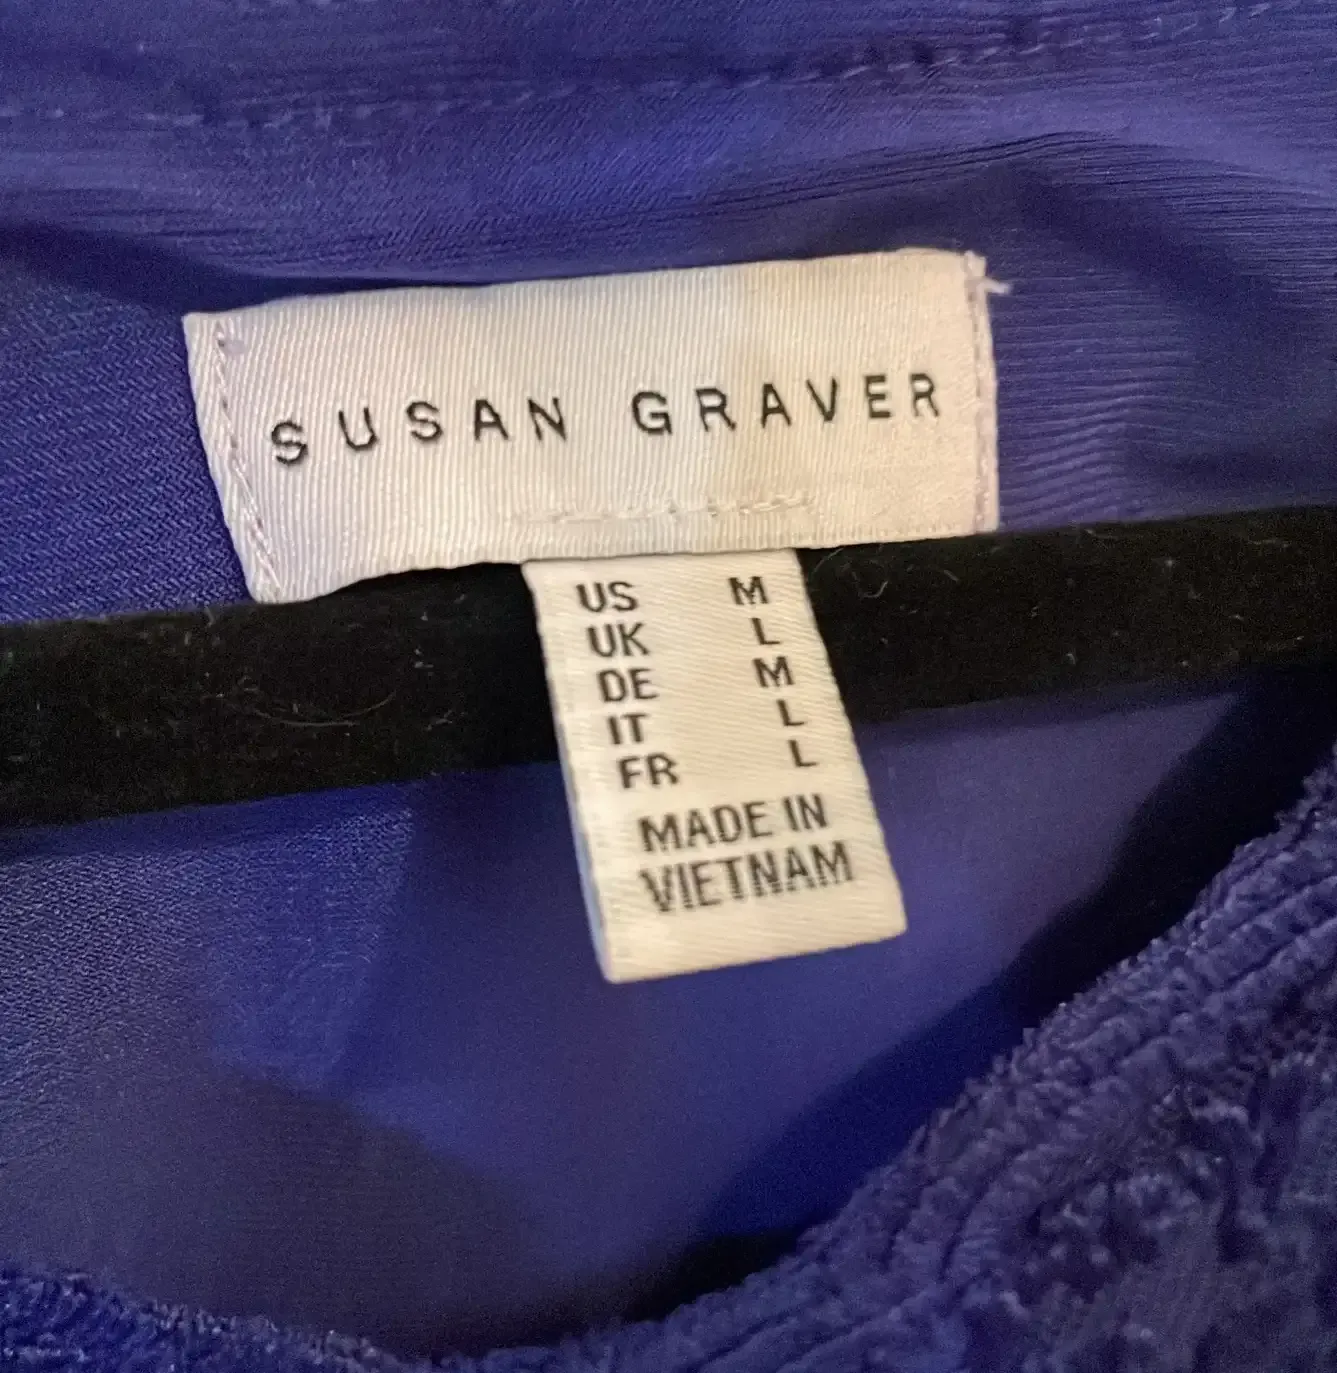 SUSAN GRAVER
US M
UK L
DE M
IT L
FR L
MADE IN
VIETNAM